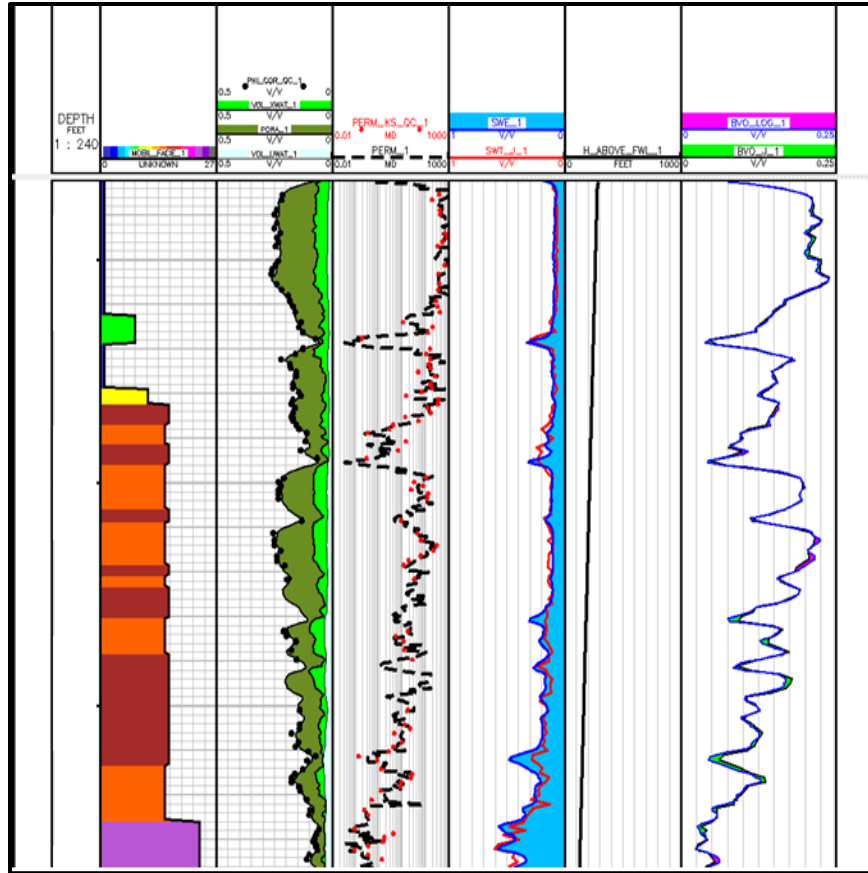 DEPTH
FEET
1 : 240
MOBIL_FACIE_1
0 UNKNOWN 27
PHI_COR_QC_1
0.5 V/V 0
VOL_XWAT_1
0.5 V/V 0
PORA_1
0.5 V/V 0
VOL_UWAT_1
0.5 V/V 0
PERM_KS_QC_1
0.01 MD 1000
PERM_1
0.01 MD 1000
SWE_1
1 V/V 0
SWT_J_1
1 V/V 0
H_ABOVE_FWL_1
0 FEET 1000
BVO_LOG_1
0 V/V 0.25
BVO_J_1
0 V/V 0.25